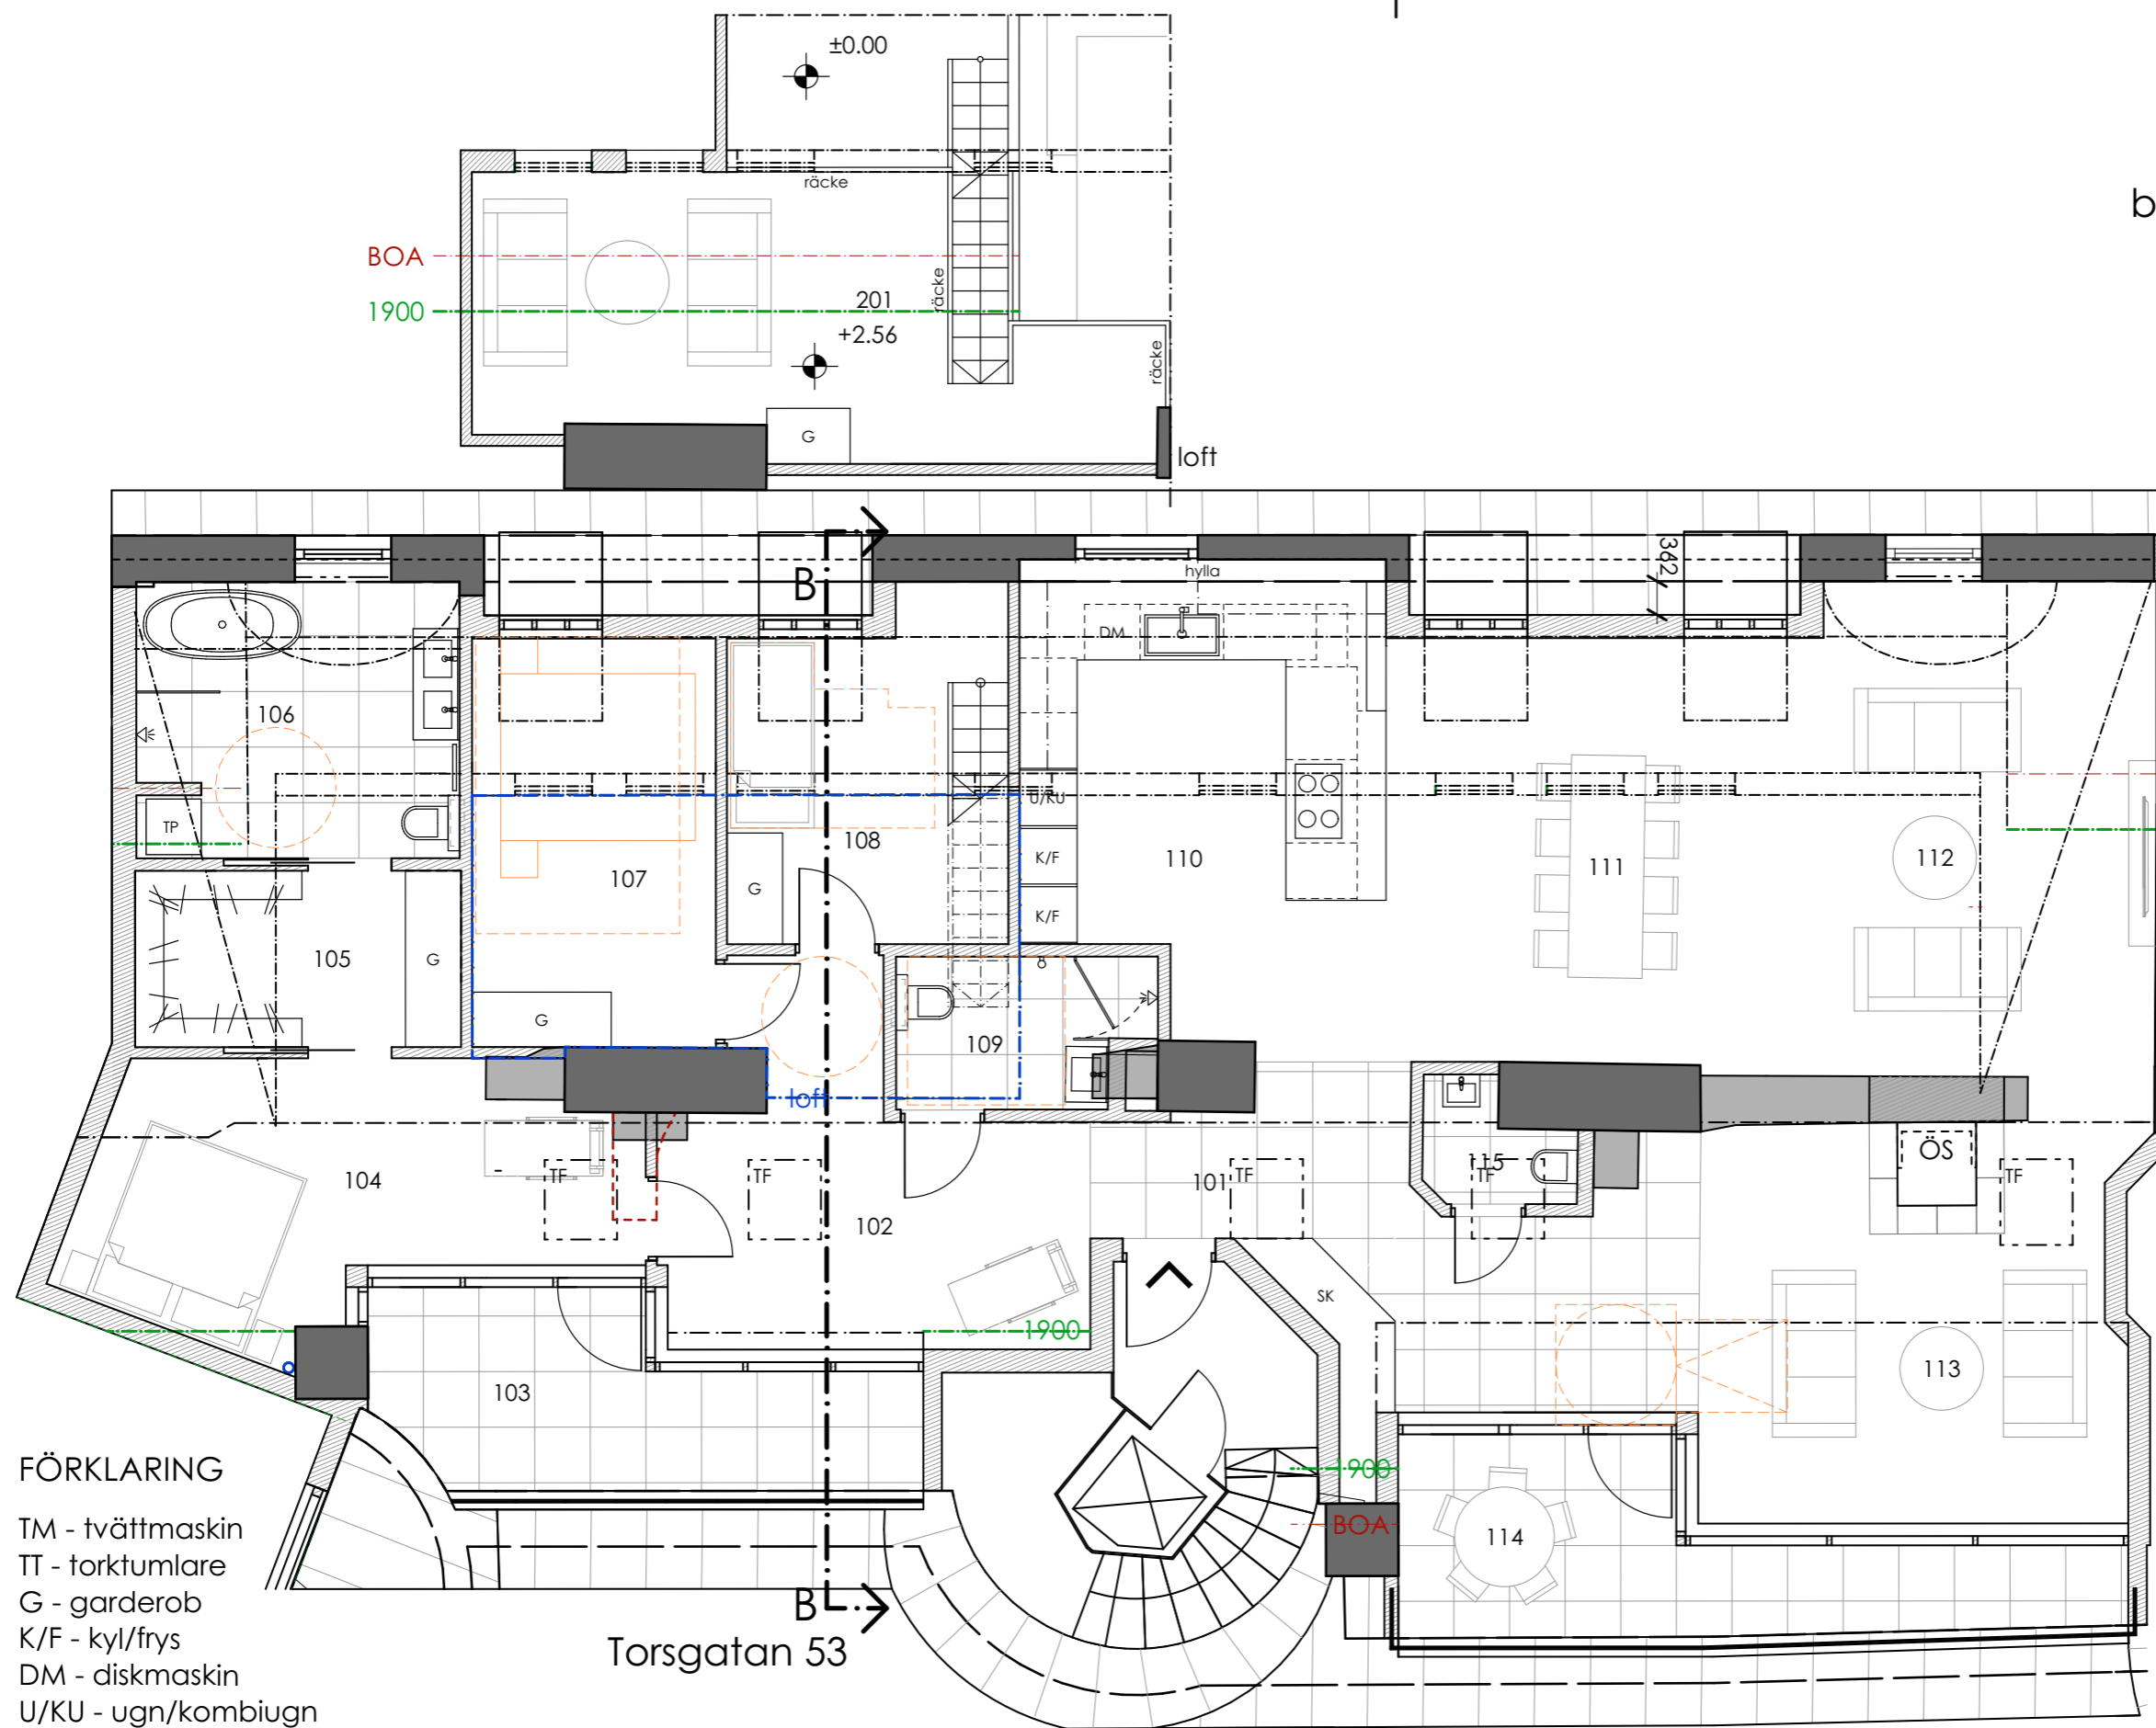 ±0.00
b
räcke
BOA
1900
201
räcke
+2.56
räcke
G
loft
362
B
hylla
DM
106
U/KU
TP
108
110
K/F
111
112
107
G
K/F
105
G
G
109
loft
ÖS
104
TF
TF
101
TF
115
TF
TF
102
SK
1900
113
103
1900
BOA
114
B
Torsgatan 53
FÖRKLARING
TM - tvättmaskin
TT - torktumlare
G - garderob
K/F - kyl/frys
DM - diskmaskin
U/KU - ugn/kombiugn